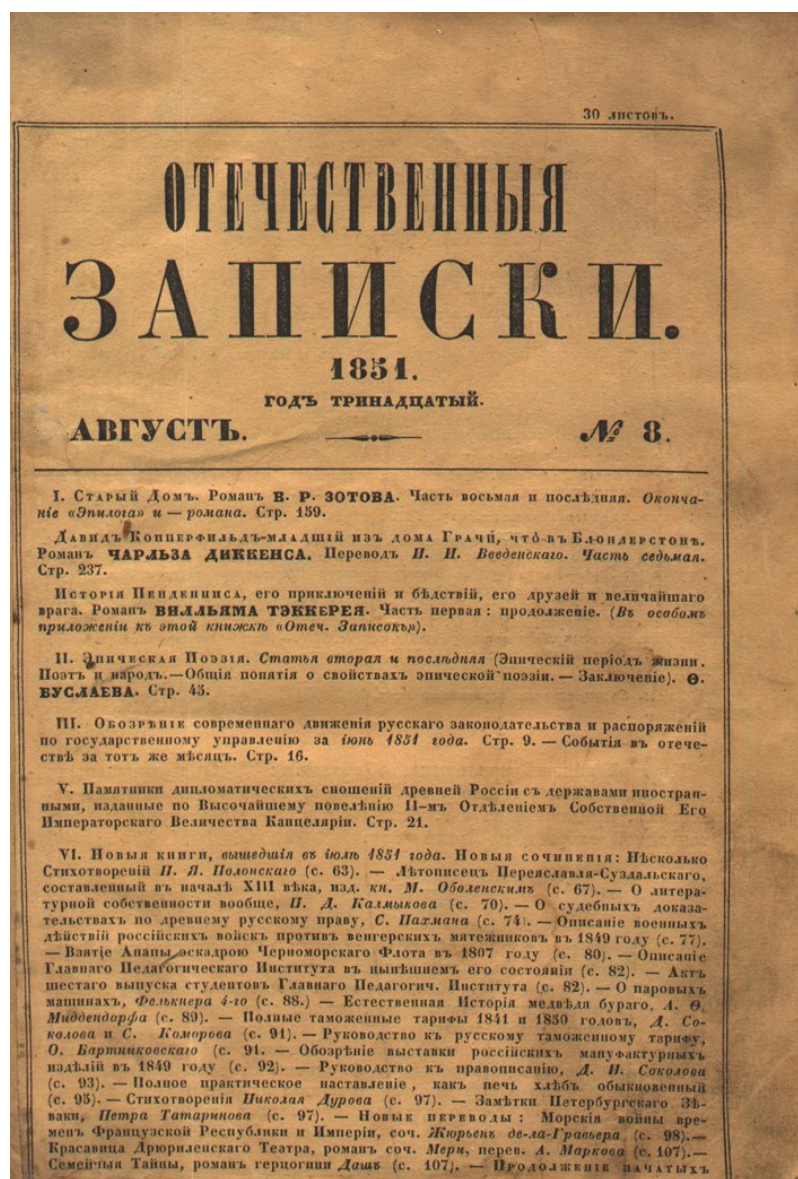 30 листовъ.
ОТЕЧЕСТВЕННЫЯ
ЗАПИСКИ.
1851.
ГОДЪ ТРИНАДЦАТЫЙ.
АВГУСТЪ. № 8.
I. Старый Домъ. Романъ В. Р. ЗОТОВА. Часть восьмая и послѣдняя. Оконча-
ніе «Эпилога» и — романа. Стр. 159.
Давидъ Копперфильдъ-младшій изъ дома Грачи, что̀ въ Блондерстонѣ.
Романъ ЧАРЛЬЗА ДИККЕНСА. Переводъ И. И. Введенскаго. Часть седьмая.
Стр. 237.
Исторія Пенденниса, его приключеній и бѣдствій, его друзей и величайшаго
врага. Романъ ВИЛЛЬЯМА ТЭККЕРЕЯ. Часть первая: продолженіе. (Въ особомъ
приложеніи къ этой книжкѣ «Отеч. Записокъ»).
II. Эпическая Поэзія. Статья вторая и послѣдняя (Эпическій періодъ жизни.
Поэтъ и народъ.—Общія понятія о свойствахъ эпической поэзіи. — Заключеніе). Ѳ.
БУСЛАЕВА. Стр. 45.
III. Обозрѣніе современнаго движенія русскаго законодательства и распоряженій
по государственному управленію за іюнь 1851 года. Стр. 9. — Событія въ отече-
ствѣ за тотъ же мѣсяцъ. Стр. 16.
V. Памятники дипломатическихъ сношеній древней Россіи съ державами иностран-
ными, изданные по Высочайшему повелѣнію II-мъ Отдѣленіемъ Собственной Его
Императорскаго Величества Канцеляріи. Стр. 21.
VI. Новыя книги, вышедшія въ іюлѣ 1851 года. Новыя сочиненія: Нѣсколько
Стихотвореній Я. П. Полонскаго (с. 63). — Лѣтописецъ Переяславля-Суздальскаго,
составленный въ началѣ XIII вѣка, изд. кн. М. Оболенскимъ (с. 67). — О литера-
турной собственности вообще, П. Д. Калмыкова (с. 70). — О судебныхъ доказа-
тельствахъ по древнему русскому праву, С. Пахмана (с. 74). — Описаніе военныхъ
дѣйствій россійскихъ войскъ противъ венгерскихъ мятежниковъ въ 1849 году (с. 77).
— Взятіе Анапы эскадрою Черноморскаго Флота въ 1807 году (с. 80). — Описаніе
Главнаго Педагогическаго Института въ нынѣшнемъ его состояніи (с. 82). — Актъ
шестаго выпуска студентовъ Главнаго Педагогич. Института (с. 82). — О паровыхъ
машинахъ, Фелькнера 4-го (с. 88.) — Естественная Исторія медвѣдя бураго, А. Ѳ.
Миддендорфа (с. 89). — Полные таможенные тарифы 1841 и 1850 годовъ, Д. Со-
колова и С. Коморова (с. 91). — Руководство къ русскому таможенному тарифу,
О. Бартинковскаго (с. 91. — Обозрѣніе выставки россійскихъ мануфактурныхъ
издѣлій въ 1849 году (с. 92). — Руководство къ правописанію, Д. И. Соколова
(с. 93). — Полное практическое наставленіе, какъ печь хлѣбъ обыкновенный
(с. 95). — Стихотворенія Николая Дурова (с. 97). — Замѣтки Петербургскаго Зѣ-
ваки, Петра Татаринова (с. 97). — Новые переводы: Морскія войны вре-
менъ Французской Республики и Имперіи, соч. Жюрьенъ де-ла-Гравьера (с. 98).—
Красавица Дрюриленскаго Театра, романъ соч. Мери, перев. А. Маркова (с. 107).—
Семейныя Тайны, романъ герцогини Дашъ (с. 107). — Продолженіе начатыхъ